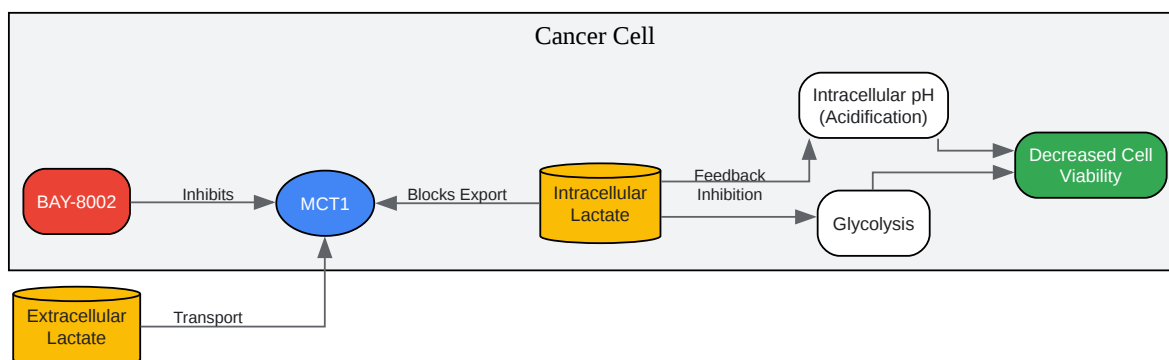 Cancer Cell
Intracellular pH
(Acidification)
Decreased Cell
Viability
BAY-8002
Inhibits
MCT1
Blocks Export
Intracellular
Lactate
Feedback
Inhibition
Glycolysis
Extracellular
Lactate
Transport